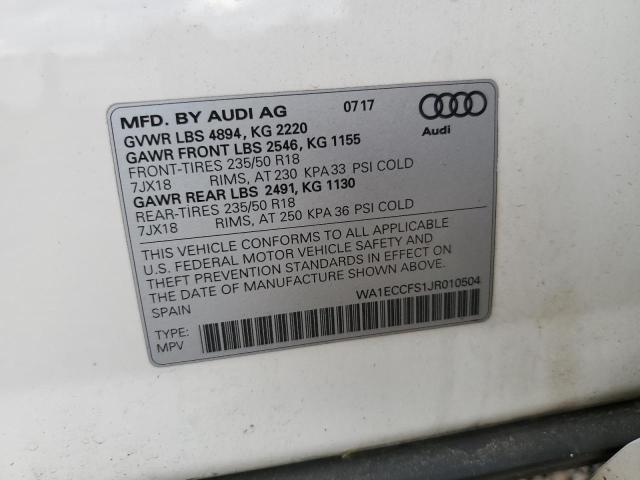 MFD. BY AUDI AG 07 17
Audi
GVWR LBS 4894, KG 2220
GAWR FRONT LBS 2546, KG 1155
FRONT-TIRES 235/50 R18
7JX18 RIMS, AT 230 KPA 33 PSI COLD
GAWR REAR LBS 2491, KG 1130
REAR-TIRES 235/50 R18
7JX18 RIMS, AT 250 KPA 36 PSI COLD
THIS VEHICLE CONFORMS TO ALL APPLICABLE
U.S. FEDERAL MOTOR VEHICLE SAFETY AND
THEFT PREVENTION STANDARDS IN EFFECT ON
THE DATE OF MANUFACTURE SHOWN ABOVE.
SPAIN WA1ECCFS1JR010504
TYPE:
MPV